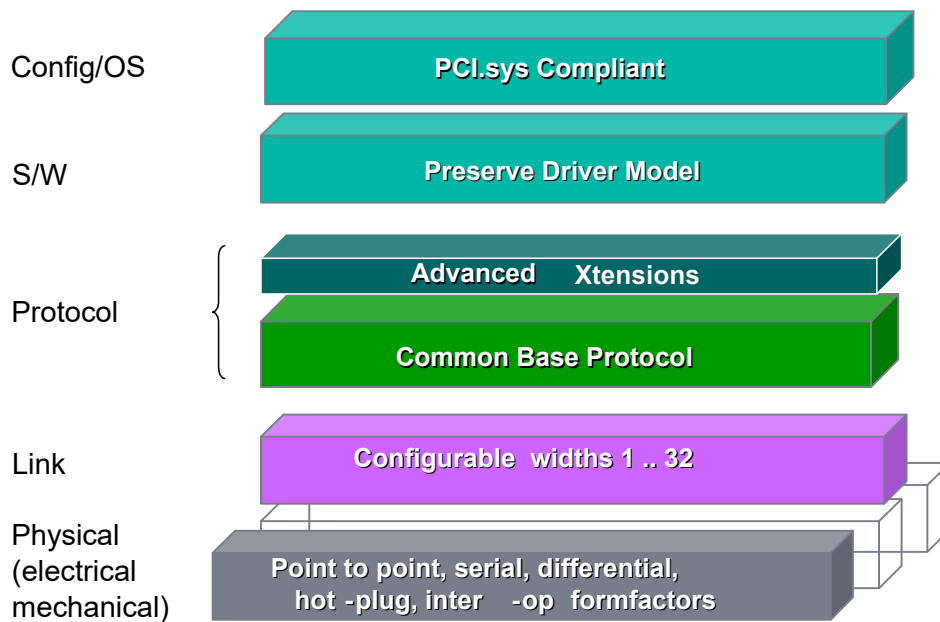 Config/OS
PCI.sys Compliant
S/W
Preserve Driver Model
Protocol
Advanced Xtensions
Common Base Protocol
Link
Configurable widths 1 .. 32
Physical
(electrical
mechanical)
Point to point, serial, differential,
hot -plug, inter -op formfactors